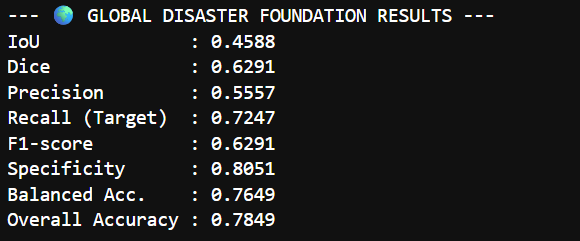 --- 🌍 GLOBAL DISASTER FOUNDATION RESULTS ---
IoU : 0.4588
Dice : 0.6291
Precision : 0.5557
Recall (Target) : 0.7247
F1-score : 0.6291
Specificity : 0.8051
Balanced Acc. : 0.7649
Overall Accuracy : 0.7849